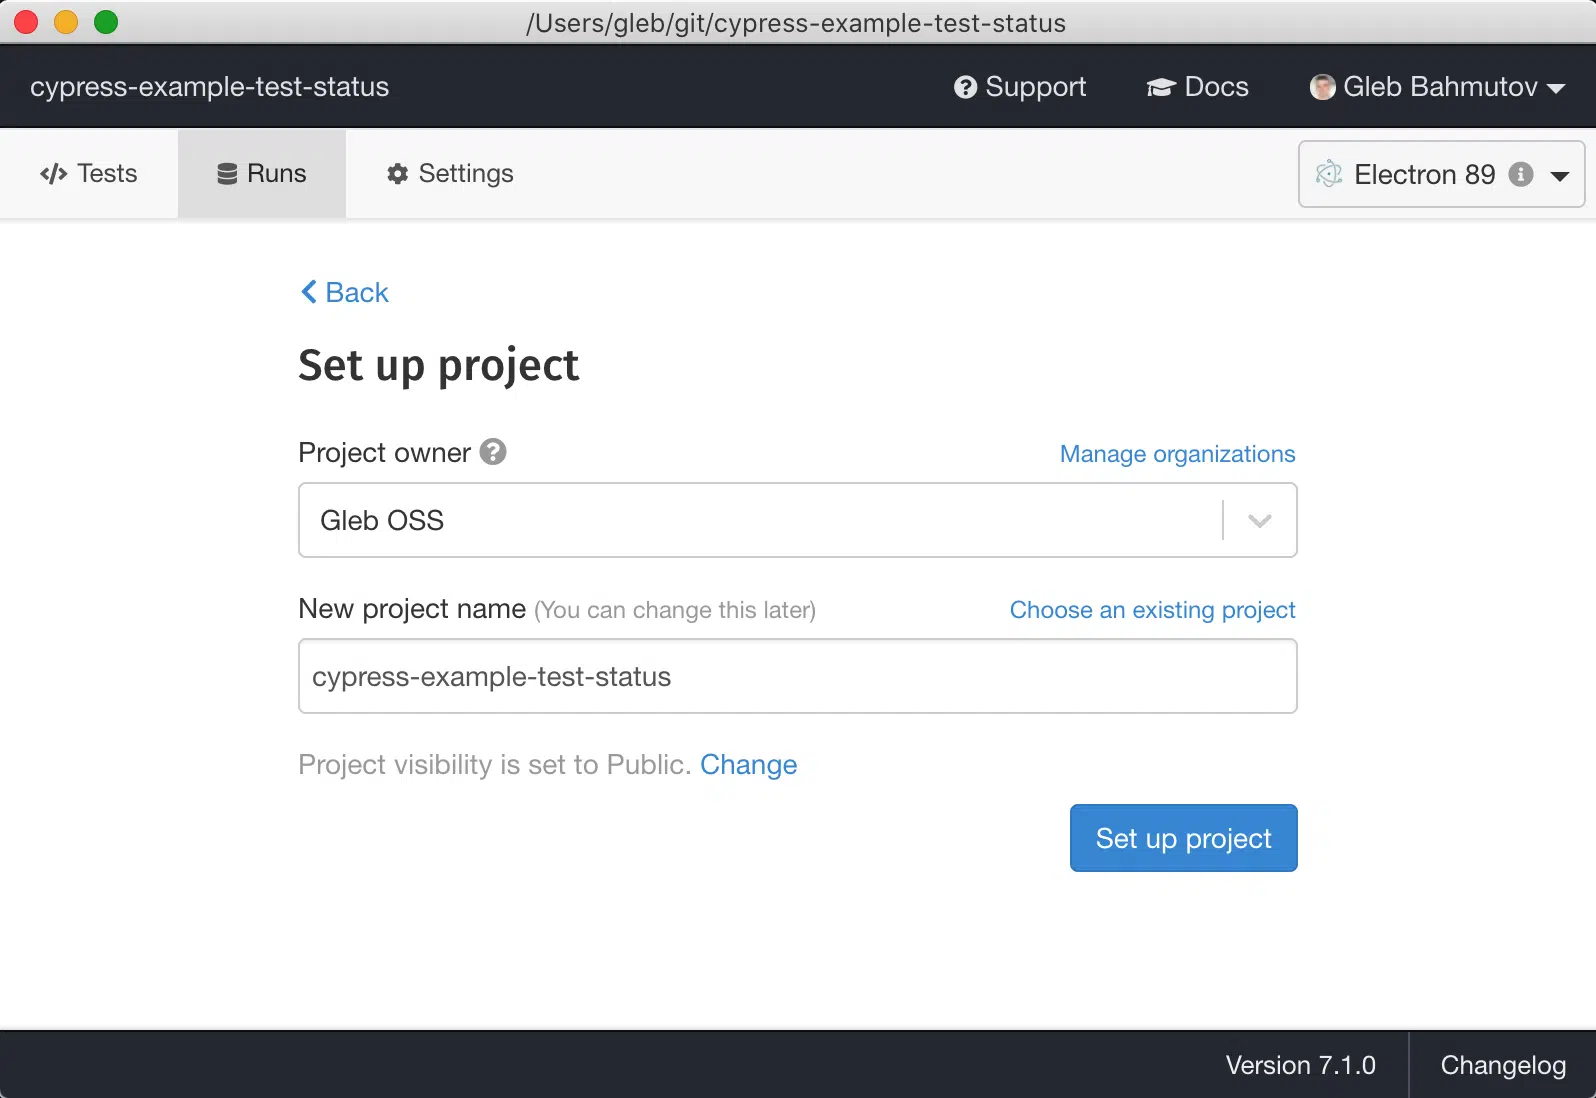 /Users/gleb/git/cypress-example-test-status
cypress-example-test-status Support Docs Gleb Bahmutov
Tests Runs Settings Electron 89
Back
Set up project
Project owner Manage organizations
Gleb OSS
New project name (You can change this later) Choose an existing project
cypress-example-test-status
Project visibility is set to Public. Change
Set up project
Version 7.1.0 Changelog